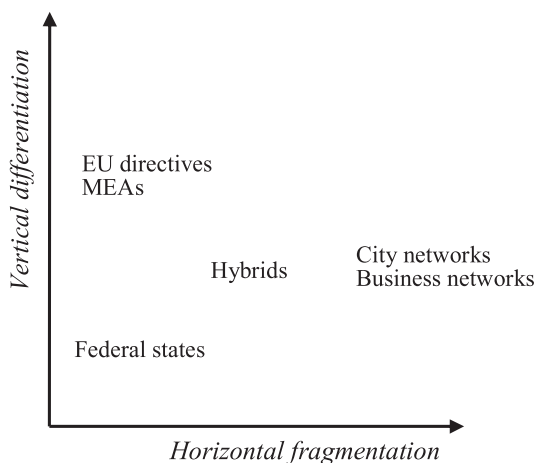 Vertical differentiation
EU directives
MEAs
City networks
Business networks
Hybrids
Federal states
Horizontal fragmentation